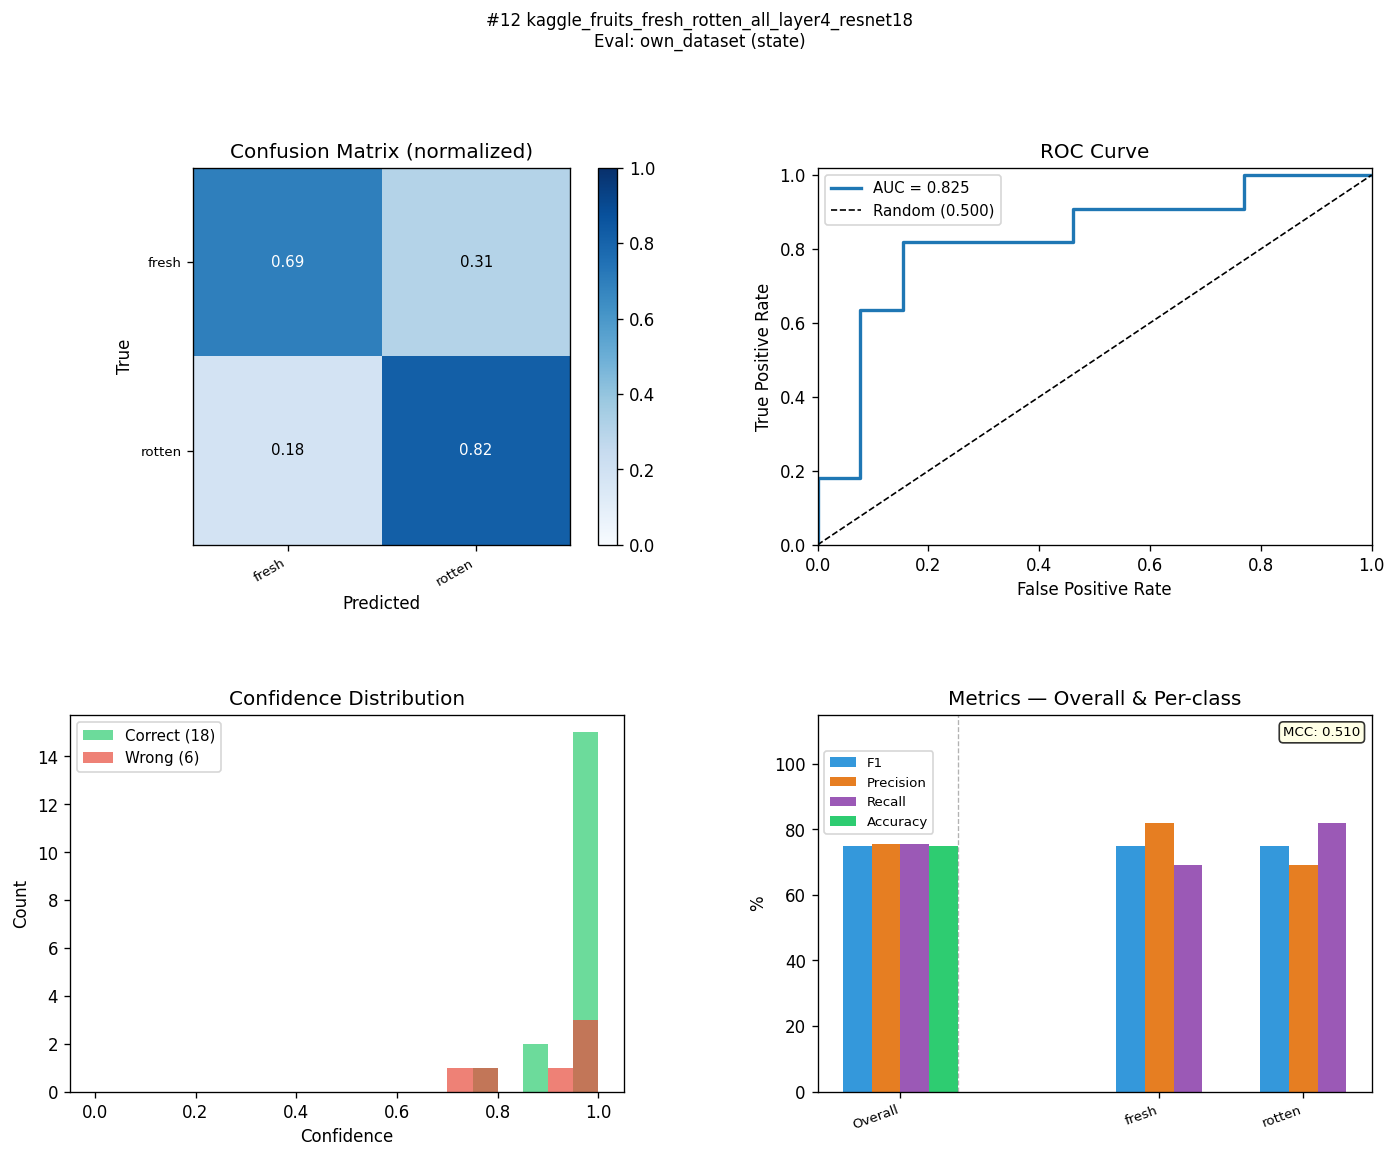 #12 kaggle_fruits_fresh_rotten_all_layer4_resnet18
Eval: own_dataset (state)
Confusion Matrix (normalized)
fresh
rotten
True
0.69
0.31
0.18
0.82
fresh
rotten
Predicted
1.0
0.8
0.6
0.4
0.2
0.0
ROC Curve
AUC = 0.825
Random (0.500)
True Positive Rate
1.0
0.8
0.6
0.4
0.2
0.0
0.0
0.2
0.4
0.6
0.8
1.0
False Positive Rate
Confidence Distribution
Correct (18)
Wrong (6)
Count
14
12
10
8
6
4
2
0
0.0
0.2
0.4
0.6
0.8
1.0
Confidence
Metrics — Overall & Per-class
MCC: 0.510
F1
Precision
Recall
Accuracy
%
100
80
60
40
20
0
Overall
fresh
rotten